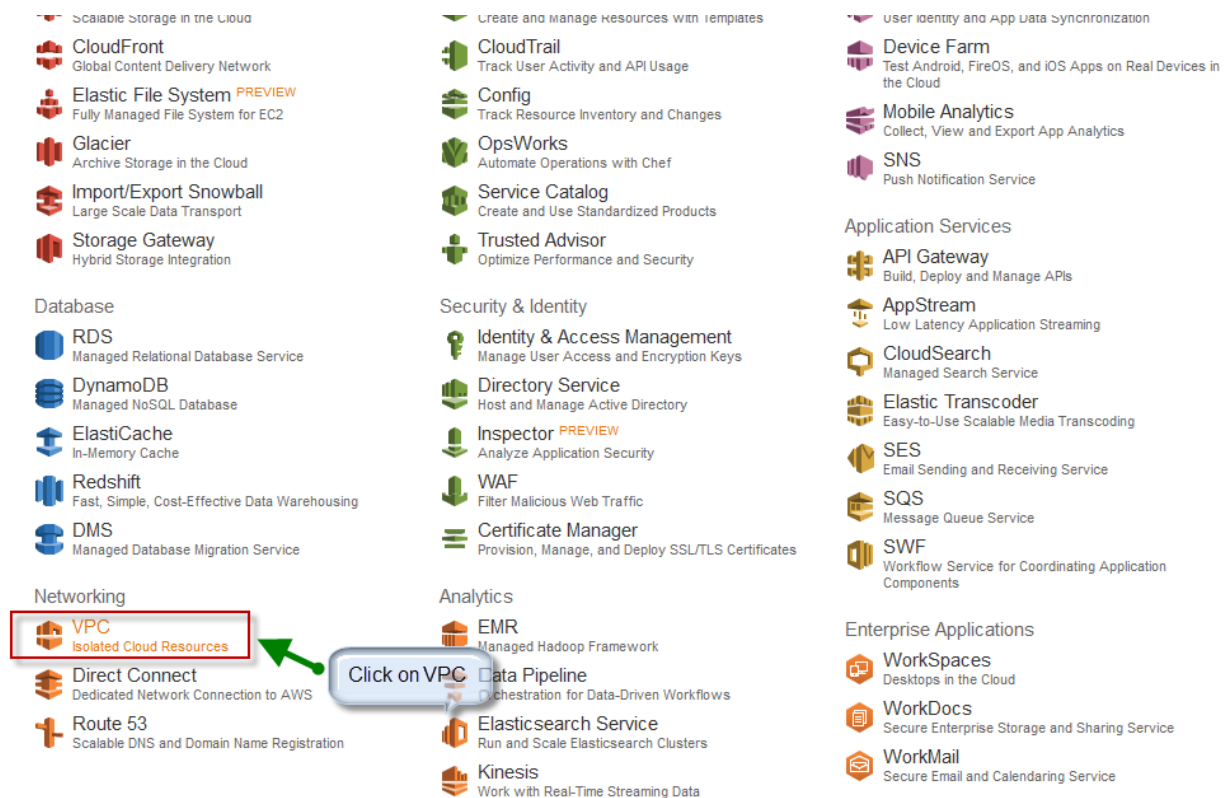 Scalable Storage in the Cloud
CloudFront
Global Content Delivery Network
Elastic File System PREVIEW
Fully Managed File System for EC2
Glacier
Archive Storage in the Cloud
Import/Export Snowball
Large Scale Data Transport
Storage Gateway
Hybrid Storage Integration
Database
RDS
Managed Relational Database Service
DynamoDB
Managed NoSQL Database
ElastiCache
In-Memory Cache
Redshift
Fast, Simple, Cost-Effective Data Warehousing
DMS
Managed Database Migration Service
Networking
VPC
Isolated Cloud Resources
Direct Connect
Dedicated Network Connection to AWS
Route 53
Scalable DNS and Domain Name Registration
Click on VPC
Create and Manage Resources with Templates
CloudTrail
Track User Activity and API Usage
Config
Track Resource Inventory and Changes
OpsWorks
Automate Operations with Chef
Service Catalog
Create and Use Standardized Products
Trusted Advisor
Optimize Performance and Security
Security & Identity
Identity & Access Management
Manage User Access and Encryption Keys
Directory Service
Host and Manage Active Directory
Inspector PREVIEW
Analyze Application Security
WAF
Filter Malicious Web Traffic
Certificate Manager
Provision, Manage, and Deploy SSL/TLS Certificates
Analytics
EMR
Managed Hadoop Framework
Data Pipeline
Orchestration for Data-Driven Workflows
Elasticsearch Service
Run and Scale Elasticsearch Clusters
Kinesis
Work with Real-Time Streaming Data
User Identity and App Data Synchronization
Device Farm
Test Android, FireOS, and iOS Apps on Real Devices in
the Cloud
Mobile Analytics
Collect, View and Export App Analytics
SNS
Push Notification Service
Application Services
API Gateway
Build, Deploy and Manage APIs
AppStream
Low Latency Application Streaming
CloudSearch
Managed Search Service
Elastic Transcoder
Easy-to-Use Scalable Media Transcoding
SES
Email Sending and Receiving Service
SQS
Message Queue Service
SWF
Workflow Service for Coordinating Application
Components
Enterprise Applications
WorkSpaces
Desktops in the Cloud
WorkDocs
Secure Enterprise Storage and Sharing Service
WorkMail
Secure Email and Calendaring Service